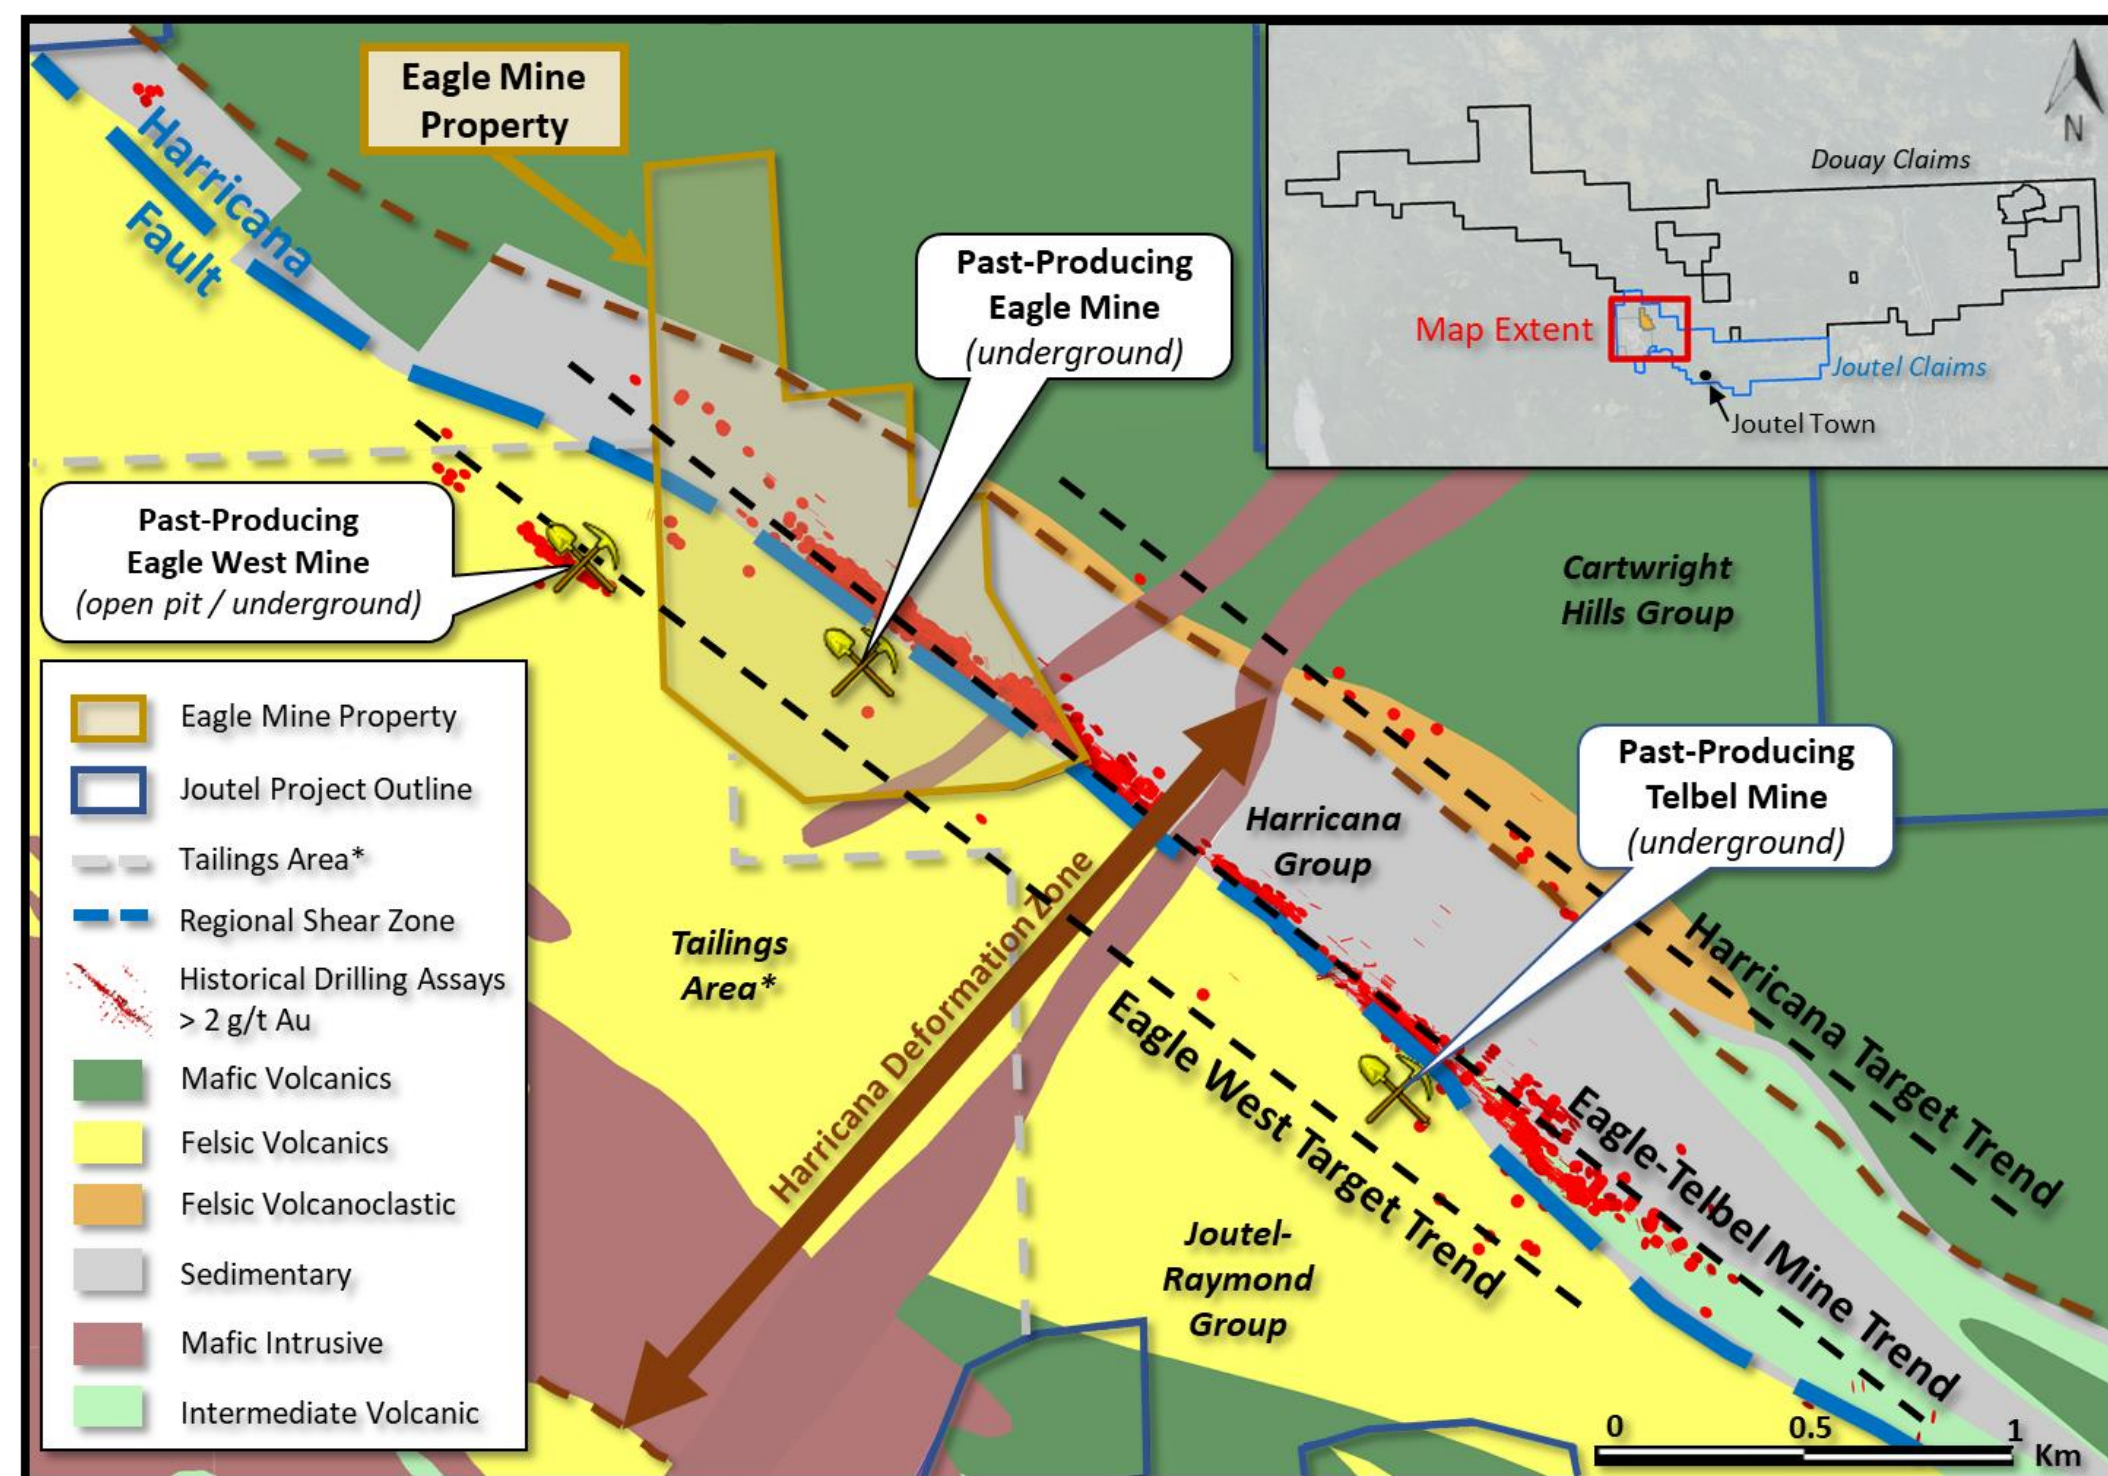 Eagle Mine
Property
Harricana
Fault
Past-Producing
Eagle Mine
(underground)
Douay Claims
N
Map Extent
Joutel Claims
Joutel Town
Past-Producing
Eagle West Mine
(open pit / underground)
Cartwright
Hills Group
Past-Producing
Telbel Mine
(underground)
Harricana
Group
Tailings
Area*
Harricana Deformation Zone
Harricana Target Trend
Eagle West Target Trend
Eagle-Telbel Mine Trend
Joutel-
Raymond
Group
Eagle Mine Property
Joutel Project Outline
Tailings Area*
Regional Shear Zone
Historical Drilling Assays
> 2 g/t Au
Mafic Volcanics
Felsic Volcanics
Felsic Volcanoclastic
Sedimentary
Mafic Intrusive
Intermediate Volcanic
0 0.5 1
Km